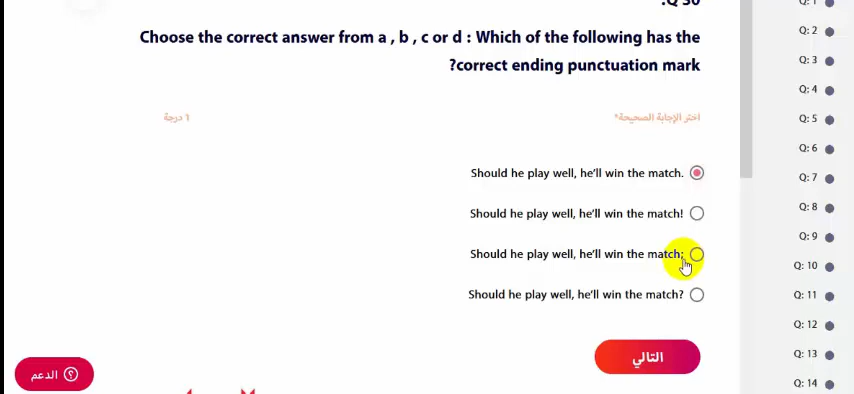 Q 30.
Choose the correct answer from a , b , c or d : Which of the following has the
correct ending punctuation mark?
اختر الإجابة الصحيحة*
1 درجة
Should he play well, he'll win the match.
Should he play well, he'll win the match!
Should he play well, he'll win the match;
Should he play well, he'll win the match?
التالي
الدعم
Q: 1
Q: 2
Q: 3
Q: 4
Q: 5
Q: 6
Q: 7
Q: 8
Q: 9
Q: 10
Q: 11
Q: 12
Q: 13
Q: 14